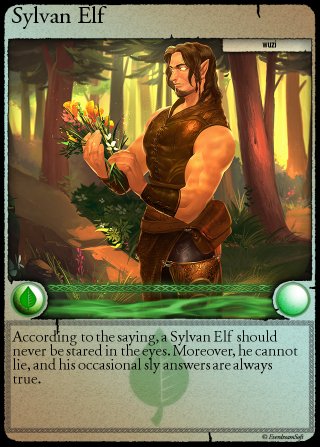 Sylvan Elf
WUZI
According to the saying, a Sylvan Elf should
never be stared in the eyes. Moreover, he cannot
lie, and his occasional sly answers are always
true.
© EverdreamSoft